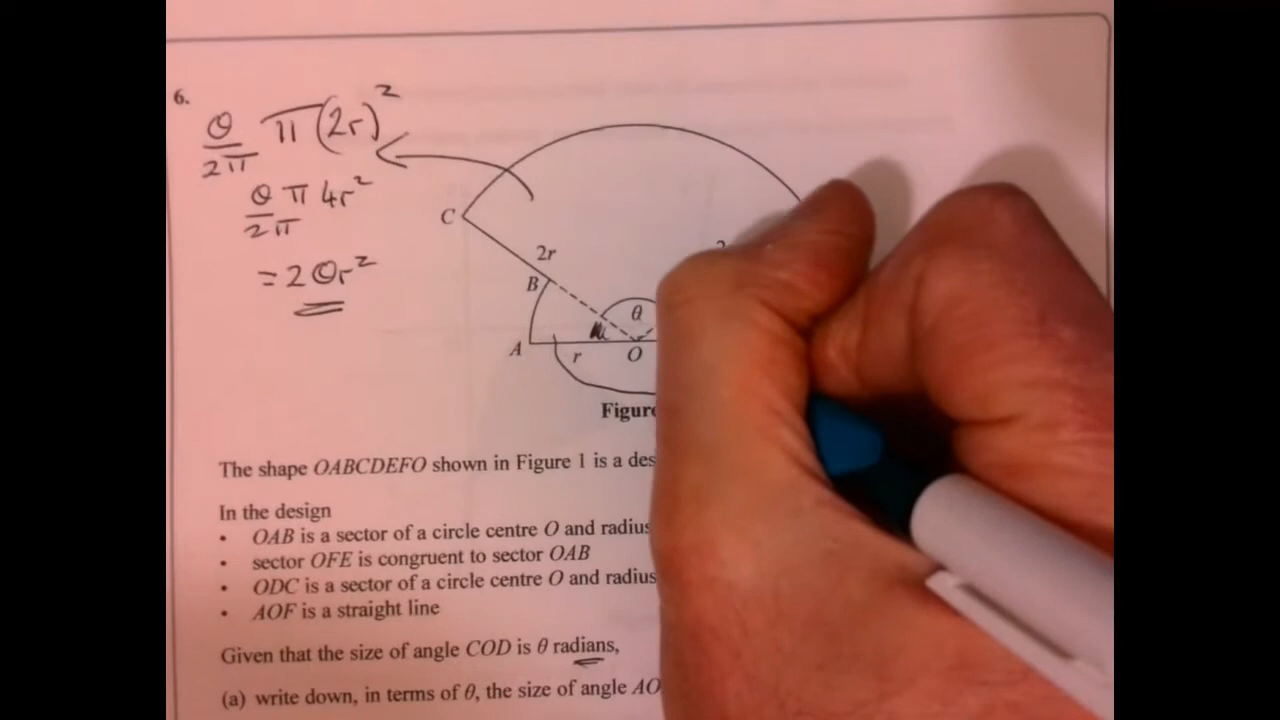 6.
θ/2π π(2r)²
θ/2π π 4r²
= 2θr²
C
2r
B
θ
A
r
O
Figure
The shape OABCDEFO shown in Figure 1 is a des
In the design
• OAB is a sector of a circle centre O and radius
• sector OFE is congruent to sector OAB
• ODC is a sector of a circle centre O and radius
• AOF is a straight line
Given that the size of angle COD is θ radians,
(a) write down, in terms of θ, the size of angle AO